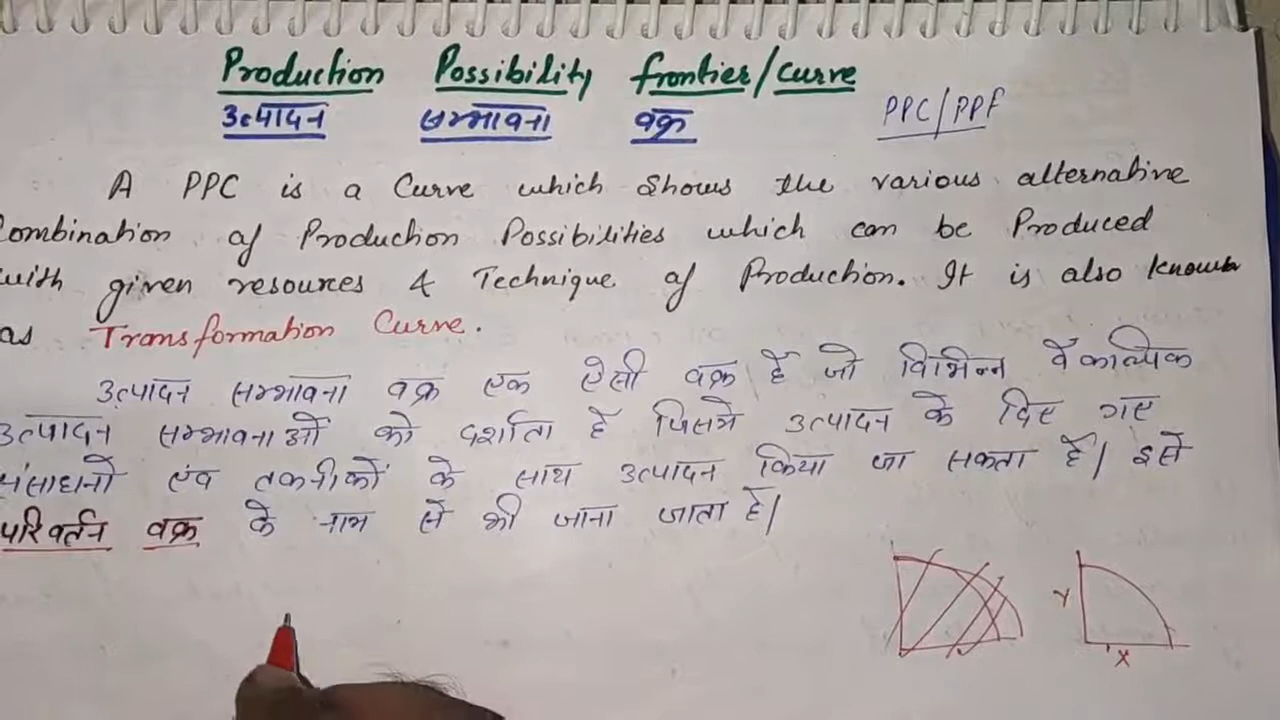 Production Possibility frontier/curve
उत्पादन सम्भावना वक्र
PPC/PPF
A PPC is a Curve which shows the various alternative
Combination of Production Possibilities which can be Produced
with given resources & Technique of Production. It is also known
as Transformation Curve.
उत्पादन सम्भावना वक्र एक ऐसी वक्र है जो विभिन्न वैकाल्पिक
उत्पादन सम्भावनाओं को दर्शाता है जिसमे उत्पादन के दिए गए
संसाधनों एंव तकनीकों के साथ उत्पादन किया जा सकता है। इसे
परिवर्तन वक्र के नाम से भी जाना जाता है।
Y
X